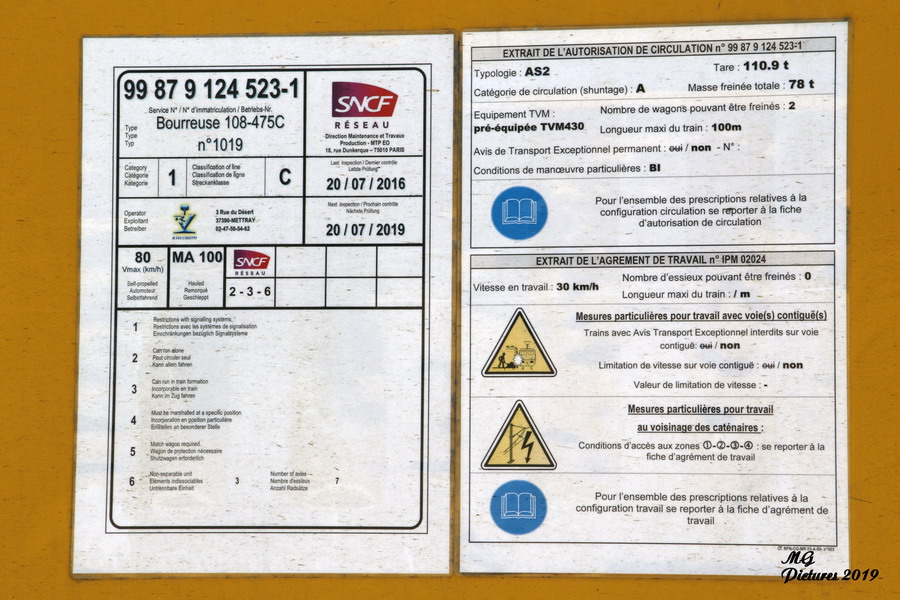 99 87 9 124 523-1
Service N° / N° d'immatriculation / Betriebs-Nr.
Type
Type
Typ
Bourreuse 108-475C
n°1019
SNCF
RÉSEAU
Direction Maintenance et Travaux
Production - MTP EO
18, rue Dunkerque – 75010 PARIS
Category
Catégorie
Kategorie
1
Classification of line
Classification de ligne
Streckenklasse
C
Last inspection / Dernier contrôle
Letzte Prüfung
20 / 07 / 2016
Operator
Exploitant
Betreiber
3 Rue du Désert
37390-METTRAY
02-47-50-54-62
Next inspection / Prochain contrôle
Nächste Prüfung
20 / 07 / 2019
80
Vmax (km/h)
MA 100
SNCF
RÉSEAU
Self-propelled
Automoteur
Selbstfahrend
Hauled
Remorqué
Geschleppt
2 - 3 - 6
1
Restrictions with signalling systems,
Restrictions avec les systèmes de signalisation
Einschränkungen bezüglich Signalsysteme
2
Can run alone
Peut circuler seul
Kann allein fahren
3
Can run in train formation
Incorporable en train
Kann im Zug fahren
4
Must be marshalled at a specific position
Incorporation en position particulière
an besonderer Stelle
5
Match wagon required.
Wagon de protection nécessaire
Schutzwagen erforderlich
6
Non-separable unit
Eléments indissociables
Untrennbare Einheit
3
Number of axles
Nombre d'essieux
Anzahl Radsätze
7
EXTRAIT DE L'AUTORISATION DE CIRCULATION n° 99 87 9 124 523-1
Typologie : AS2
Tare : 110.9 t
Catégorie de circulation (shuntage) : A
Masse freinée totale : 78 t
Equipement TVM :
pré-équipée TVM430
Nombre de wagons pouvant être freinés : 2
Longueur maxi du train : 100m
Avis de Transport Exceptionnel permanent : oui / non - N° :
Conditions de manœuvre particulières : BI
Pour l'ensemble des prescriptions relatives à la
configuration circulation se reporter à la fiche
d'autorisation de circulation
EXTRAIT DE L'AGREMENT DE TRAVAIL n° IPM 02024
Vitesse en travail : 30 km/h
Nombre d'essieux pouvant être freinés : 0
Longueur maxi du train : / m
Mesures particulières pour travail avec voie(s) contiguë(s)
Trains avec Avis Transport Exceptionnel interdits sur voie
contiguë: oui / non
Limitation de vitesse sur voie contiguë : oui / non
Valeur de limitation de vitesse : -
Mesures particulières pour travail
au voisinage des caténaires :
Conditions d'accès aux zones ①-②-③-④ : se reporter à la
fiche d'agrément de travail
Pour l'ensemble des prescriptions relatives à la
configuration travail se reporter à la fiche d'agrément de
travail
MG
Pictures 2019